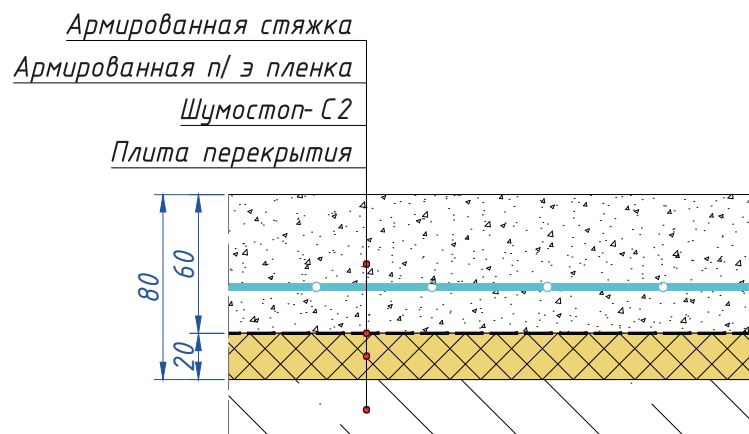 Армированная стяжка
Армированная п/э пленка
Шумостоп-С2
Плита перекрытия
80
60
20